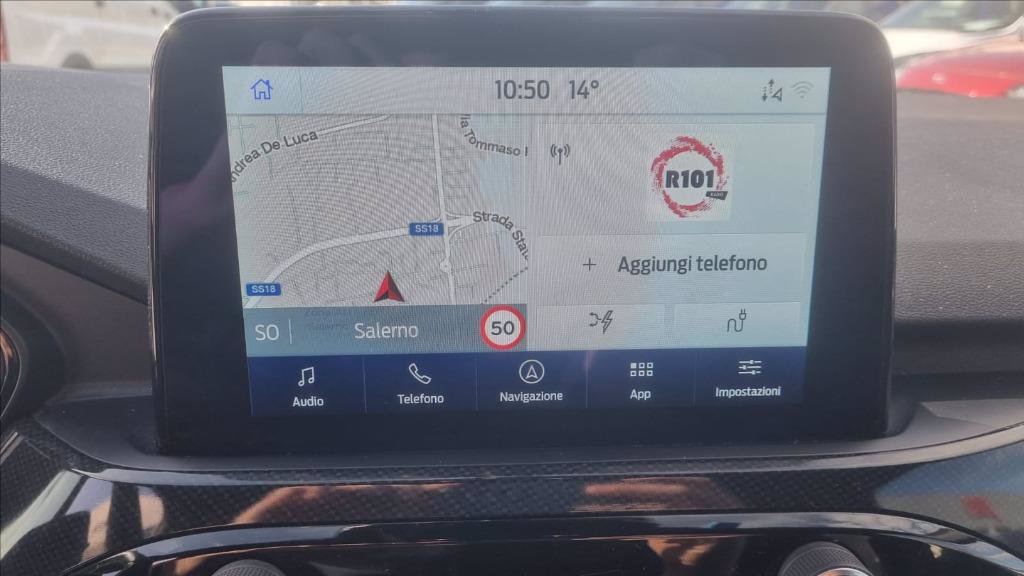 10:50 14°
ndrea De Luca
ia Tommaso
R101
SS18
Strada Stat
Aggiungi telefono
SS18
SO
Salerno
50
Audio
Telefono
Navigazione
App
Impostazioni